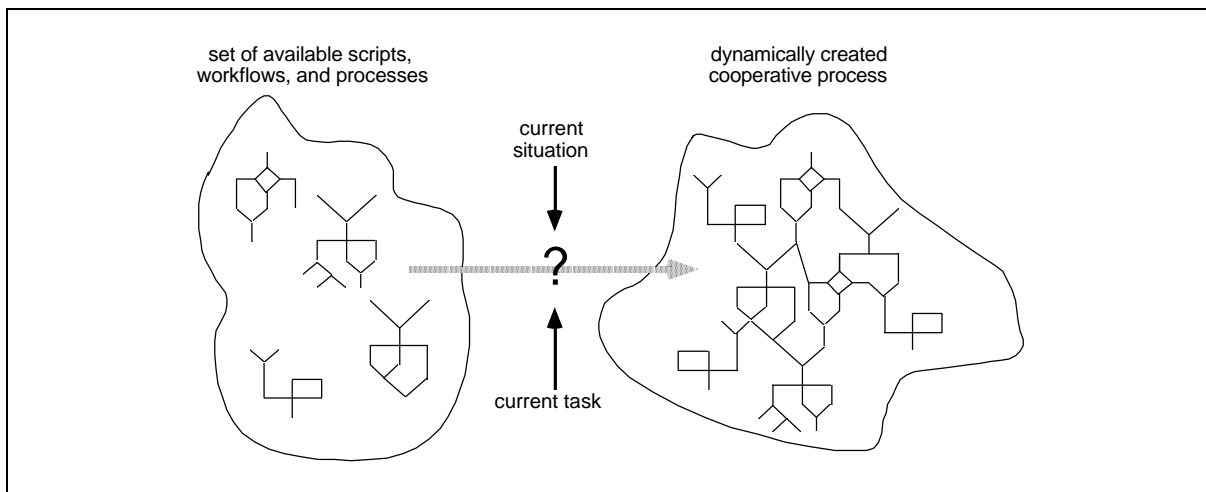 set of available scripts,
workflows, and processes
dynamically created
cooperative process
current
situation
?
current task